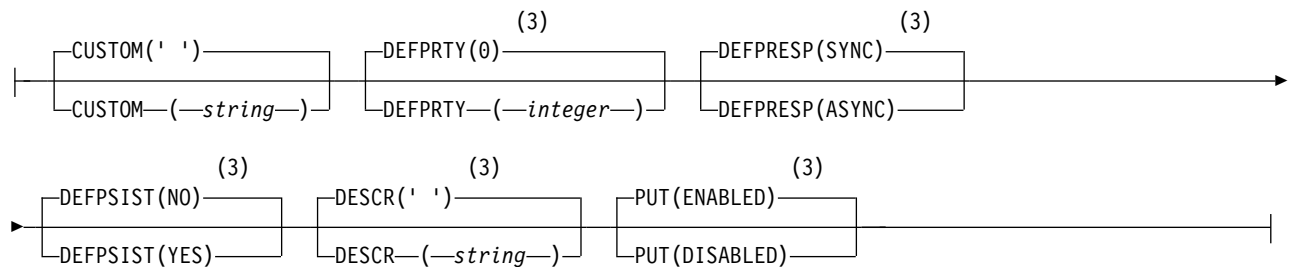 (3) (3)
CUSTOM(' ') DEFPRTY(0) DEFPRESP(SYNC)
CUSTOM(string) DEFPRTY(integer) DEFPRESP(ASYNC)
(3) (3) (3)
DEFPSIST(NO) DESCR(' ') PUT(ENABLED)
DEFPSIST(YES) DESCR(string) PUT(DISABLED)